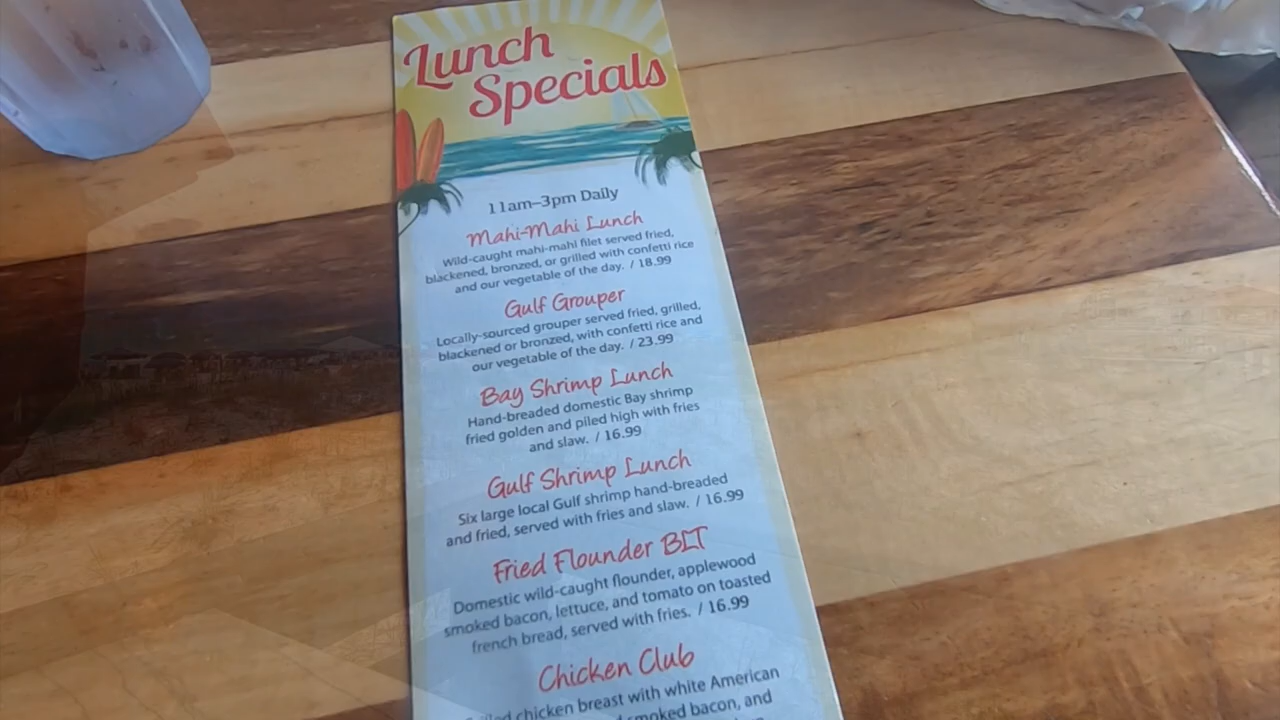 Lunch
Specials
11am–3pm Daily
Mahi-Mahi Lunch
Wild-caught mahi-mahi filet served fried,
blackened, bronzed, or grilled with confetti rice
and our vegetable of the day. / 18.99
Gulf Grouper
Locally-sourced grouper served fried, grilled,
blackened or bronzed, with confetti rice and
our vegetable of the day. / 23.99
Bay Shrimp Lunch
Hand-breaded domestic Bay shrimp
fried golden and piled high with fries
and slaw. / 16.99
Gulf Shrimp Lunch
Six large local Gulf shrimp hand-breaded
and fried, served with fries and slaw. / 16.99
Fried Flounder BLT
Domestic wild-caught flounder, applewood
smoked bacon, lettuce, and tomato on toasted
french bread, served with fries. / 16.99
Chicken Club
chicken breast with white American
smoked bacon, and